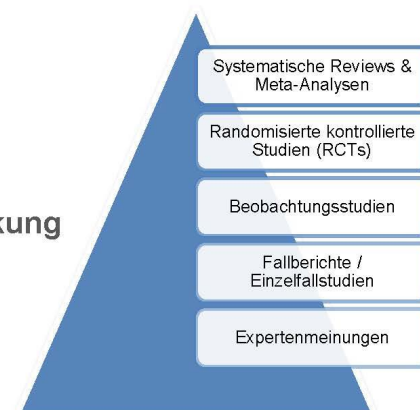 Systematische Reviews &
Meta-Analysen
Randomisierte kontrollierte
Studien (RCTs)
Beobachtungsstudien
kung
Fallberichte /
Einzelfallstudien
Expertenmeinungen